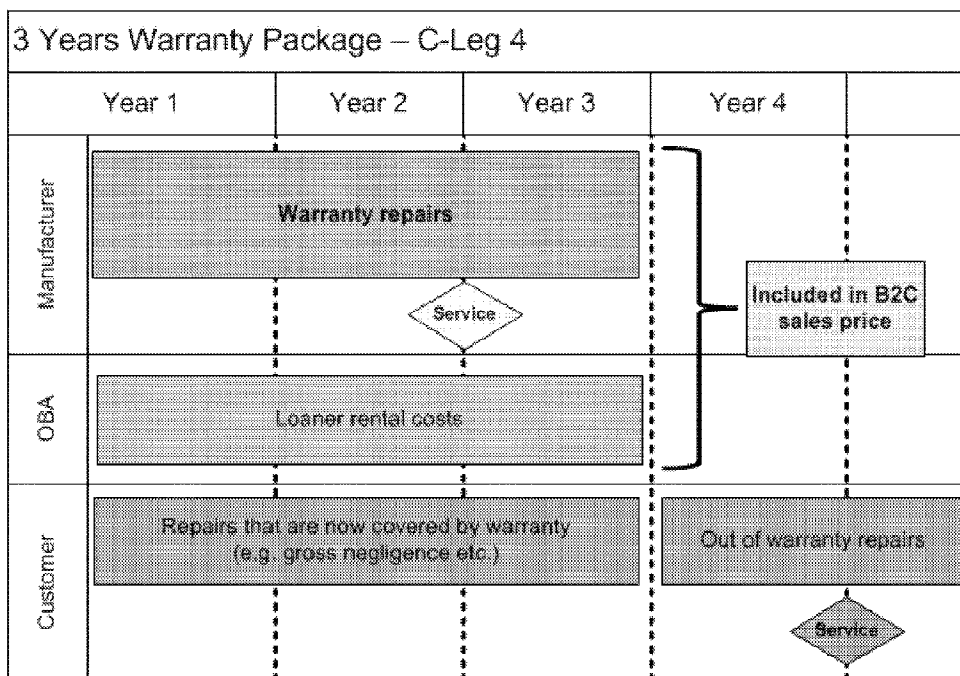 3 Years Warranty Package – C-Leg 4
Year 1
Year 2
Year 3
Year 4
Manufacturer
Warranty repairs
Service
Included in B2C
sales price
OBA
Loaner rental costs
Customer
Repairs that are now covered by warranty
(e.g. gross negligence etc.)
Out of warranty repairs
Service